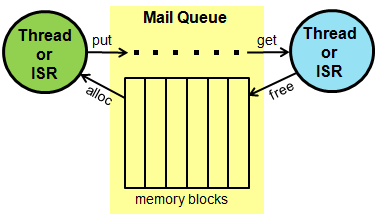 Mail Queue
Thread
or
ISR
put
get
Thread
or
ISR
alloc
free
memory blocks